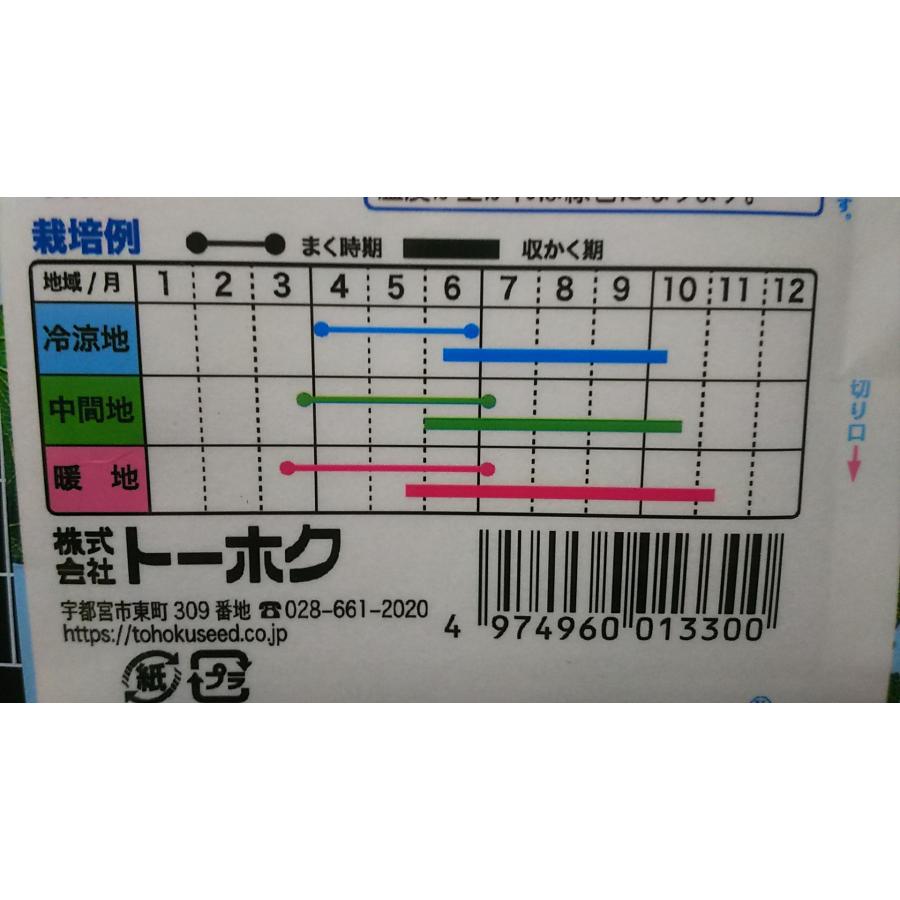 す。
栽培例
まく時期 収かく期
地域/月 1 2 3 4 5 6 7 8 9 10 11 12
冷涼地
中間地
暖地
切り口
株式会社トーホク
宇都宮市東町309番地 ☎028-661-2020
https://tohokuseed.co.jp
4 974960 013300
紙 プラ